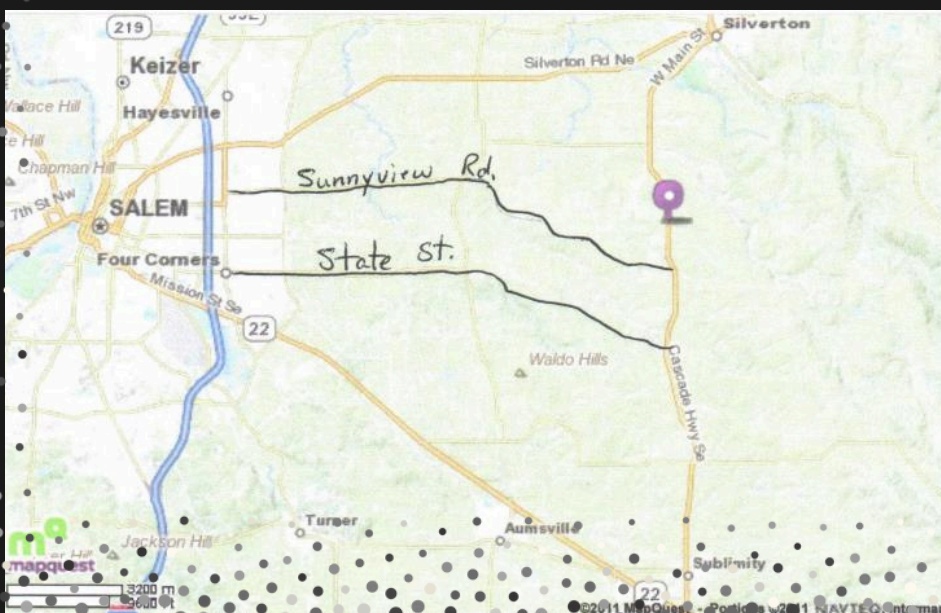 219
Silverton
Keizer
Silverton Rd Ne
W Main St
Hayesville
Chapman Hill
Sunnyview Rd.
7th St Nw
SALEM
Four Corners
State St.
Mission St Se
22
Waldo Hills
Cascade Hwy Se
Turner
Aumsville
Jackson Hill
mapquest
Sublimity
3200 m
22
©2011 MapQuest - Portions